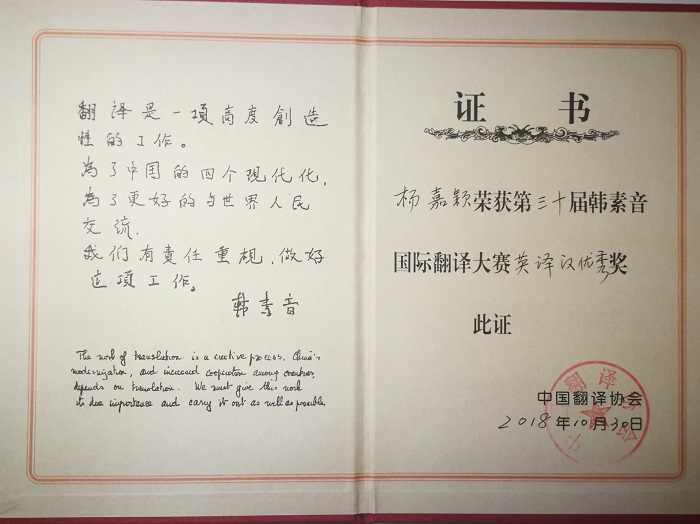 翻译是一項高度創造
性的工作。
為了中国的四个现代化,
為了更好的与世界人民
交流.
我们有責任重视,做好
这项工作。
韩素音
The work of translation is a creative process. China's
modernization, and increased cooperation among countries,
depends on translation. We must give this work
its due importance and carry it out as well as possible.
证 书
杨嘉颖荣获第三十届韩素音
国际翻译大赛英译汉优秀奖
此证
中国翻译协会
2018年10月30日